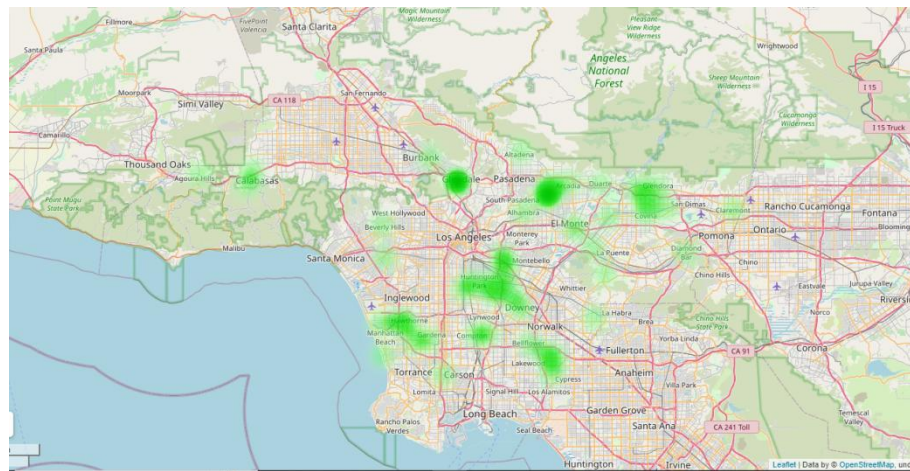 Fillmore
FivePoint
Valencia
Santa Clarita
Magic Mountain
Wilderness
Pleasant
View Ridge
Wilderness
Wrightwood
Santa Paula
Angeles
National
Forest
Sheep Mountain
Wilderness
Cucamonga
Wilderness
I 15
Moorpark
Simi Valley
CA 118
San Fernando
Camarillo
I 15 Truck
Thousand Oaks
Agoura Hills
Calabasas
Burbank
Altadena
Pasadena
Arcadia
Duarte
Glendora
Point Mugu
State Park
South Pasadena
Alhambra
San Dimas
Covina
Claremont
Rancho Cucamonga
Fontana
West Hollywood
Beverly Hills
El Monte
Bloomin
Malibu
Los Angeles
Monterey
Park
Pomona
Ontario
Santa Monica
Montebello
La Puente
Diamond
Bar
Chino
Chino Hills
Huntington
Park
Whittier
Eastvale
Jurupa Valley
Inglewood
Downey
Riversi
La Habra
Chino Hills
State Park
Norco
Lynwood
Norwalk
Brea
Manhattan
Beach
Gardena
Compton
Bellflower
Yorba Linda
Corona
Fullerton
CA 91
Torrance
Carson
Lakewood
Cypress
Anaheim
Villa Park
Lomita
Signal Hill
Los Alamitos
Rancho Palos
Verdes
Long Beach
Garden Grove
Temescal
Valley
Seal Beach
Santa Ana
CA 241 Toll
Huntington
Irvine
Leaflet | Data by © OpenStreetMap, und